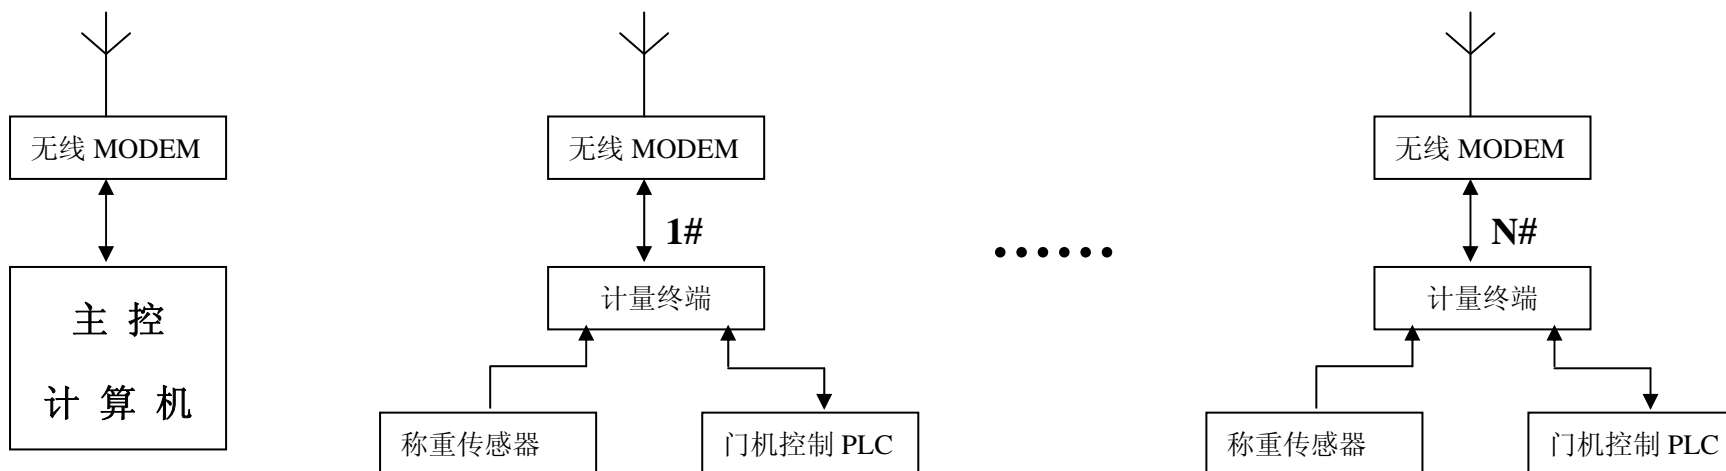 无线 MODEM
无线 MODEM
无线 MODEM
1#
······
N#
主 控
计 算 机
计量终端
计量终端
称重传感器
门机控制 PLC
称重传感器
门机控制 PLC